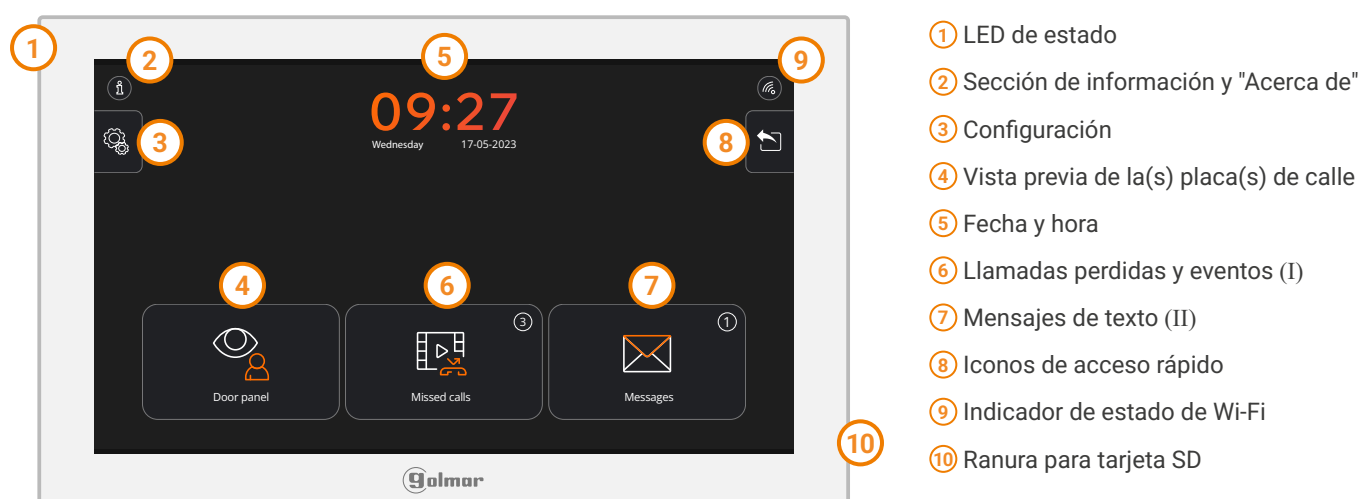 1
2
5
9
09:27
Wednesday 17-05-2023
3
8
4
6
7
3
1
Door panel
Missed calls
Messages
10
golmar
1 LED de estado
2 Sección de información y "Acerca de"
3 Configuración
4 Vista previa de la(s) placa(s) de calle
5 Fecha y hora
6 Llamadas perdidas y eventos (I)
7 Mensajes de texto (II)
8 Iconos de acceso rápido
9 Indicador de estado de Wi-Fi
10 Ranura para tarjeta SD